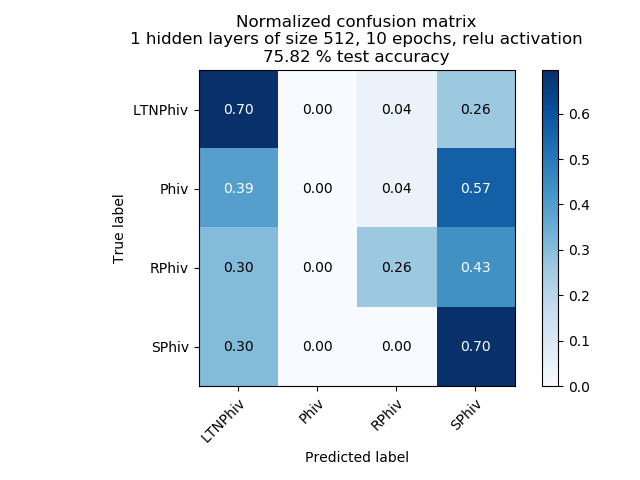 Normalized confusion matrix
1 hidden layers of size 512, 10 epochs, relu activation
75.82 % test accuracy
LTNPhiv 0.70 0.00 0.04 0.26
Phiv 0.39 0.00 0.04 0.57
RPhiv 0.30 0.00 0.26 0.43
SPhiv 0.30 0.00 0.00 0.70
True label
LTNPhiv Phiv RPhiv SPhiv
Predicted label
0.6
0.5
0.4
0.3
0.2
0.1
0.0